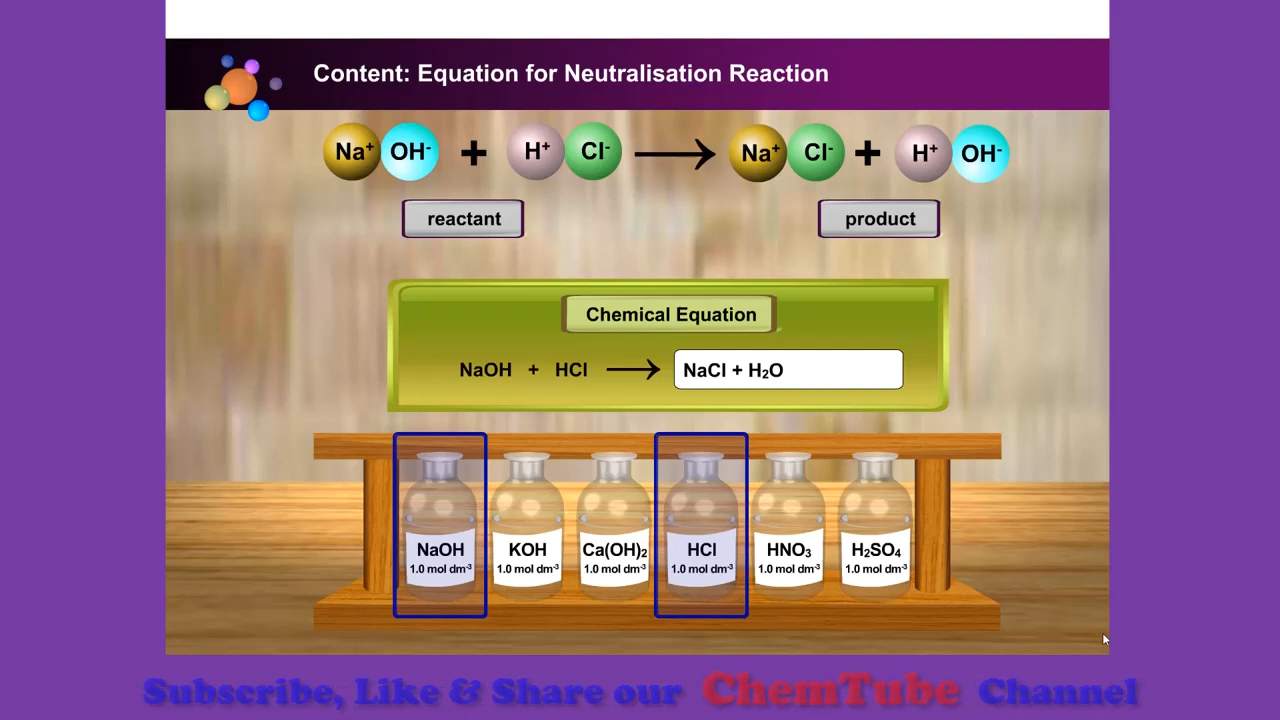 Content: Equation for Neutralisation Reaction
Na⁺ OH⁻ + H⁺ Cl⁻ → Na⁺ Cl⁻ + H⁺ OH⁻
reactant product
Chemical Equation
NaOH + HCl → NaCl + H₂O
NaOH KOH Ca(OH)₂ HCl HNO₃ H₂SO₄
1.0 mol dm⁻³ 1.0 mol dm⁻³ 1.0 mol dm⁻³ 1.0 mol dm⁻³ 1.0 mol dm⁻³ 1.0 mol dm⁻³
Subscribe, Like & Share our ChemTube Channel